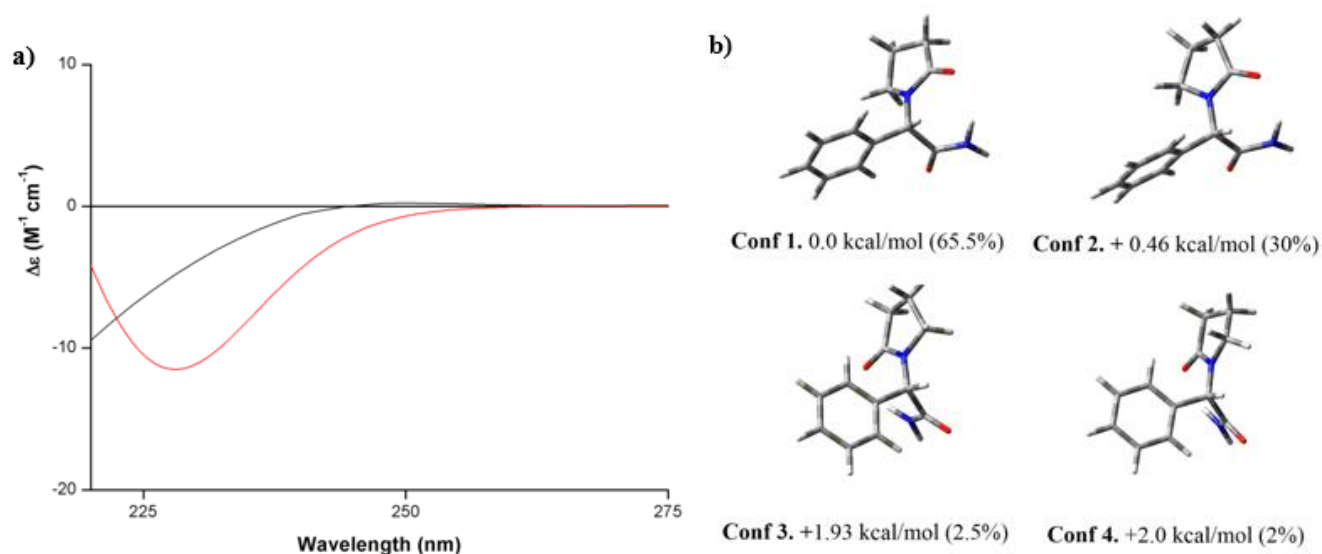 a)
10
0
-10
-20
Δε (M⁻¹ cm⁻¹)
225
250
275
Wavelength (nm)
b)
Conf 1. 0.0 kcal/mol (65.5%)
Conf 2. + 0.46 kcal/mol (30%)
Conf 3. +1.93 kcal/mol (2.5%)
Conf 4. +2.0 kcal/mol (2%)